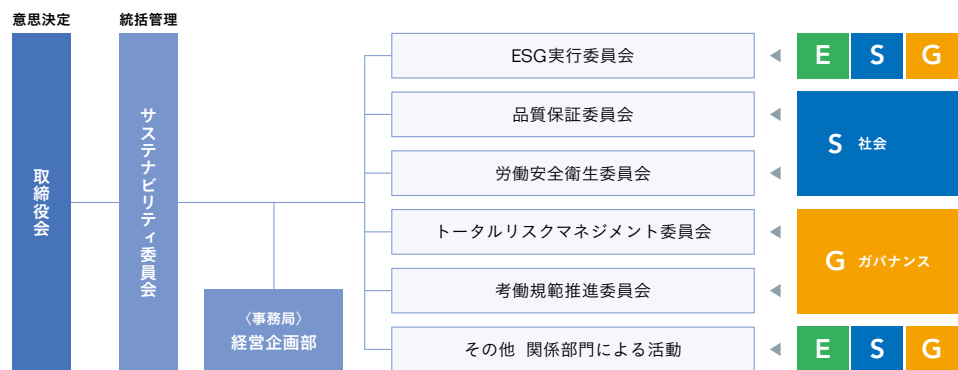 意思決定
統括管理
取締役会
サステナビリティ委員会
〈事務局〉
経営企画部
ESG実行委員会
E S G
品質保証委員会
労働安全衛生委員会
S 社会
トータルリスクマネジメント委員会
考働規範推進委員会
G ガバナンス
その他 関係部門による活動
E S G